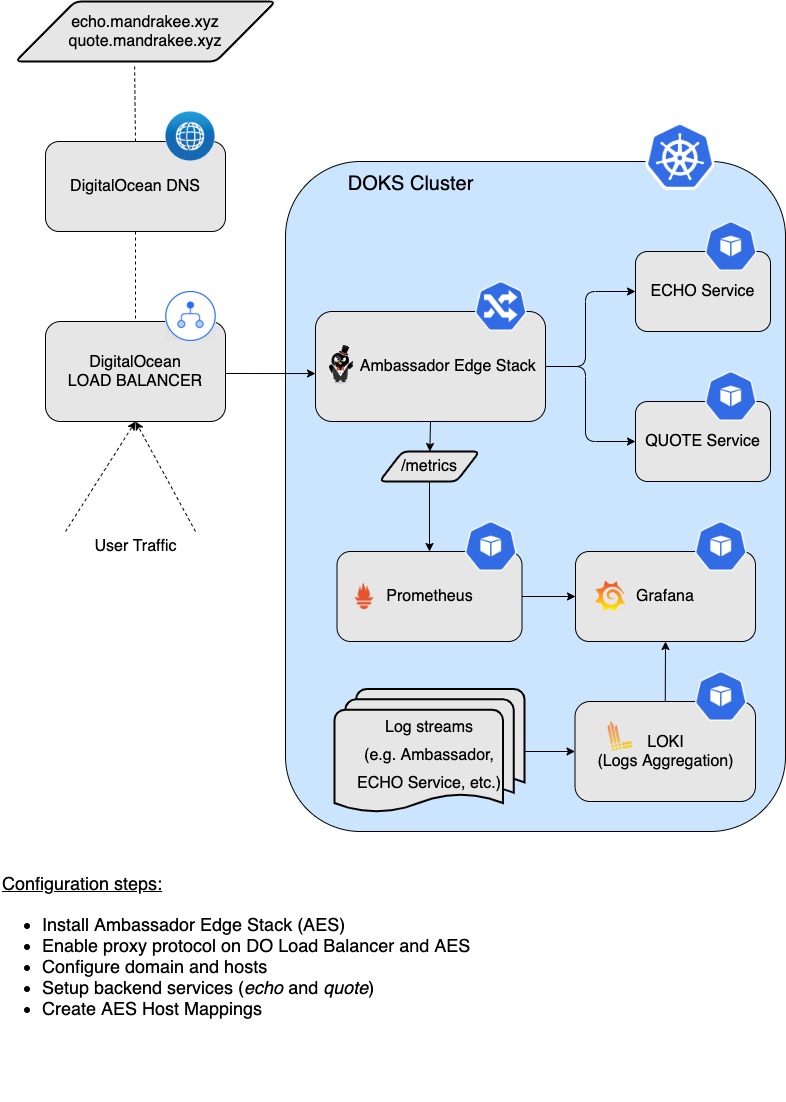 echo.mandrakee.xyz
quote.mandrakee.xyz
DigitalOcean DNS
DOKS Cluster
ECHO Service
DigitalOcean
LOAD BALANCER
Ambassador Edge Stack
QUOTE Service
/metrics
User Traffic
Prometheus
Grafana
Log streams
(e.g. Ambassador,
ECHO Service, etc.)
LOKI
(Logs Aggregation)
Configuration steps:
• Install Ambassador Edge Stack (AES)
• Enable proxy protocol on DO Load Balancer and AES
• Configure domain and hosts
• Setup backend services (echo and quote)
• Create AES Host Mappings